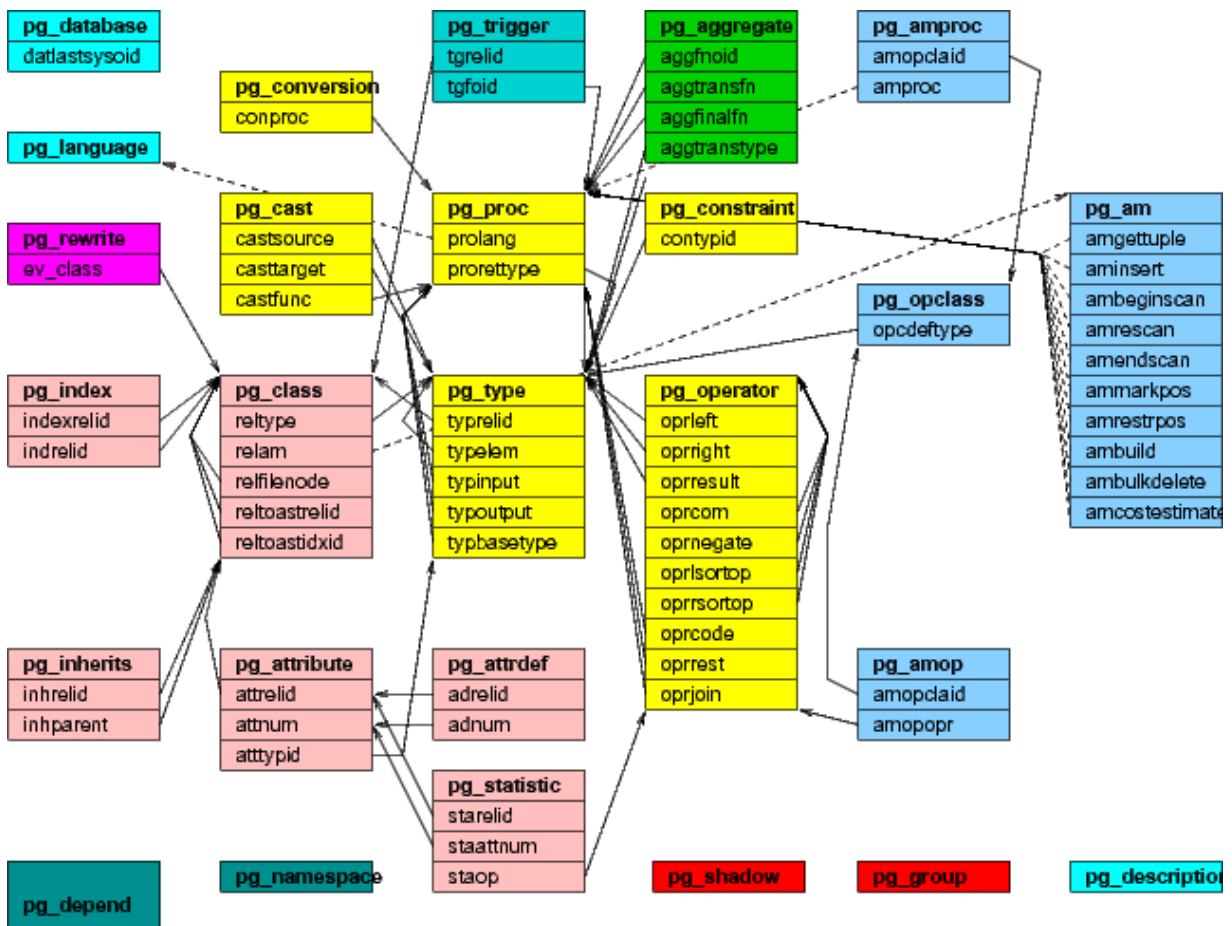 pg_database
datlastsysoid
pg_trigger
tgrelid
tgfoid
pg_aggregate
aggfnoid
aggtransfn
aggfinalfn
aggtranstype
pg_amproc
amopclaid
amproc
pg_conversion
conproc
pg_language
pg_cast
castsource
casttarget
castfunc
pg_proc
prolang
prorettype
pg_constraint
contypid
pg_am
amgettuple
aminsert
ambeginscan
amrescan
amendscan
ammarkpos
amrestrpos
ambuild
ambulkdelete
amcostestimate
pg_rewrite
ev_class
pg_opclass
opcdeftype
pg_index
indexrelid
indrelid
pg_class
reltype
relam
relfilenode
reltoastrelid
reltoastidxid
pg_type
typrelid
typelem
typinput
typoutput
typbasetype
pg_operator
oprleft
oprright
oprresult
oprcom
oprnegate
oprlsortop
oprrsortop
oprcode
oprrest
oprjoin
pg_inherits
inhrelid
inhparent
pg_attribute
attrelid
attnum
atttypid
pg_attrdef
adrelid
adnum
pg_amop
amopclaid
amopopr
pg_statistic
starelid
staattnum
staop
pg_depend
pg_namespace
pg_shadow
pg_group
pg_description